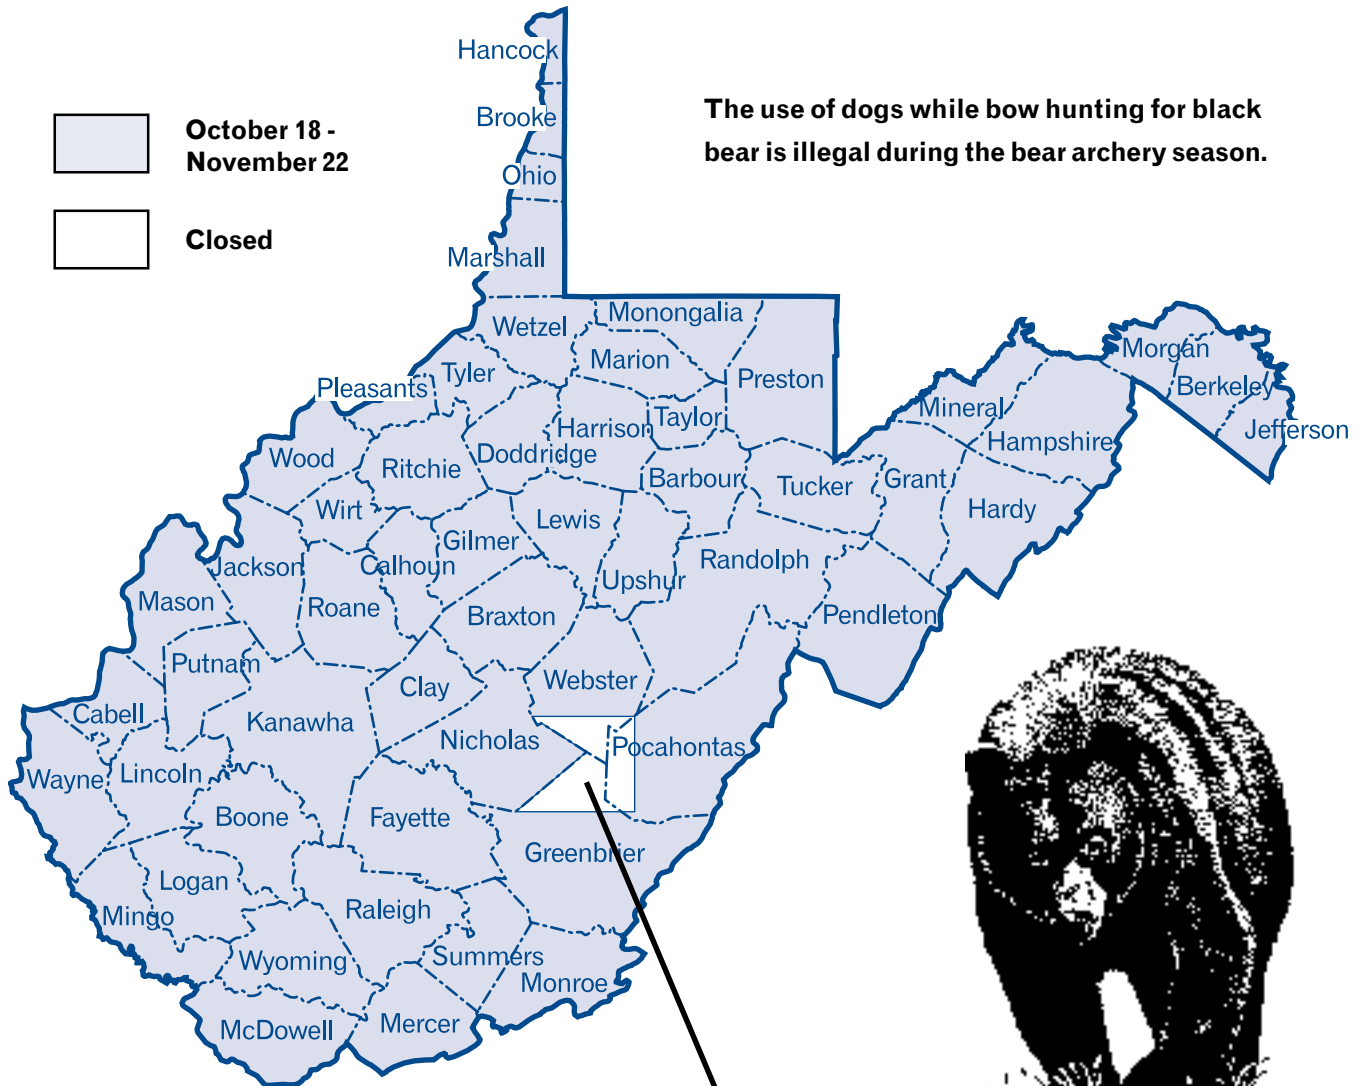 Hancock
October 18 -
November 22
The use of dogs while bow hunting for black
bear is illegal during the bear archery season.
Brooke
Ohio
Closed
Marshall
Monongalia
Wetzel
Marion
Morgan
Tyler
Preston
Pleasants
Berkeley
Mineral
Taylor
Harrison
Jefferson
Hampshire
Doddridge
Wood
Ritchie
Barbour
Tucker
Grant
Wirt
Lewis
Hardy
Gilmer
Randolph
Jackson
Calhoun
Upshur
Mason
Roane
Braxton
Pendleton
Putnam
Clay
Webster
Cabell
Kanawha
Nicholas
Pocahontas
Wayne
Lincoln
Boone
Fayette
Greenbrier
Logan
Raleigh
Mingo
Wyoming
Summers
Monroe
McDowell
Mercer